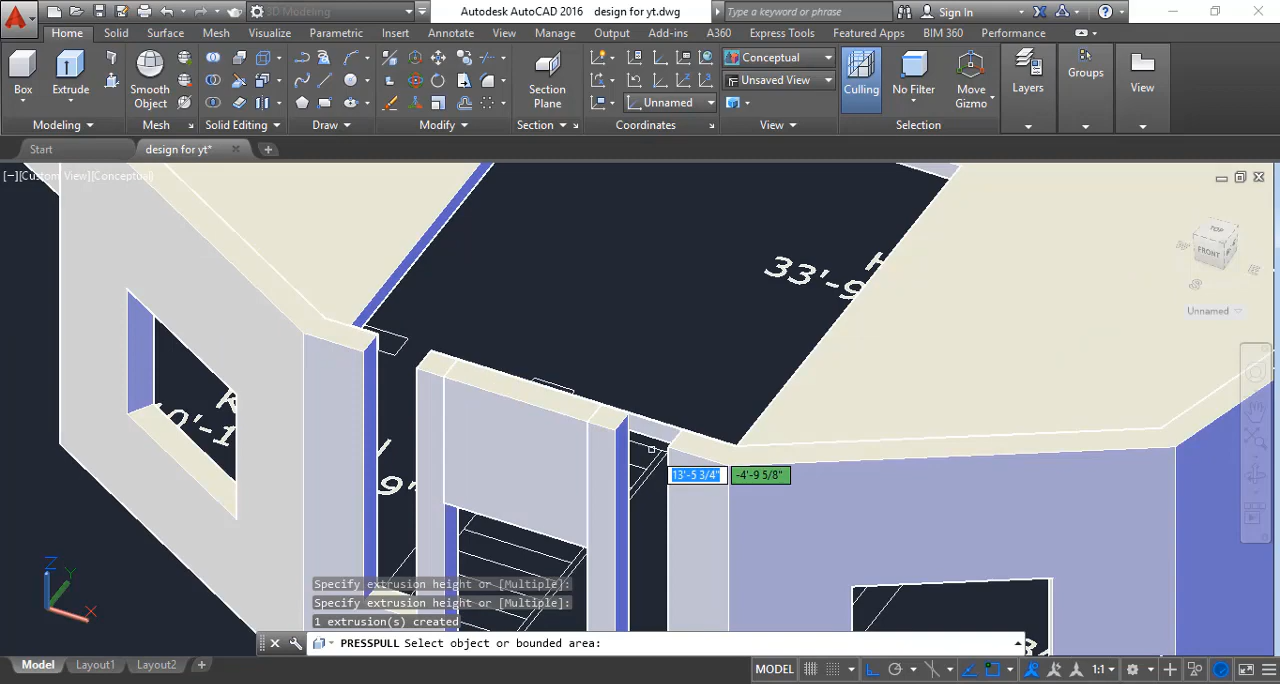 3D Modeling
Autodesk AutoCAD 2016 design for yt.dwg
Type a keyword or phrase
Sign In
Home Solid Surface Mesh Visualize Parametric Insert Annotate View Manage Output Add-ins A360 Express Tools Featured Apps BIM 360 Performance
Box
Extrude
Smooth Object
Section Plane
Conceptual
Unsaved View
Unnamed
Culling
No Filter
Move Gizmo
Layers
Groups
View
Modeling
Mesh
Solid Editing
Draw
Modify
Section
Coordinates
View
Selection
Start
design for yt*
[−][Custom View][Conceptual]
TOP
FRONT
S
Unnamed
33'-9
13'-5 3/4"
-4'-9 5/8"
Z
Y
X
Specify extrusion height or [Multiple]:
Specify extrusion height or [Multiple]:
1 extrusion(s) created
PRESSPULL Select object or bounded area:
Model Layout1 Layout2
MODEL
1:1